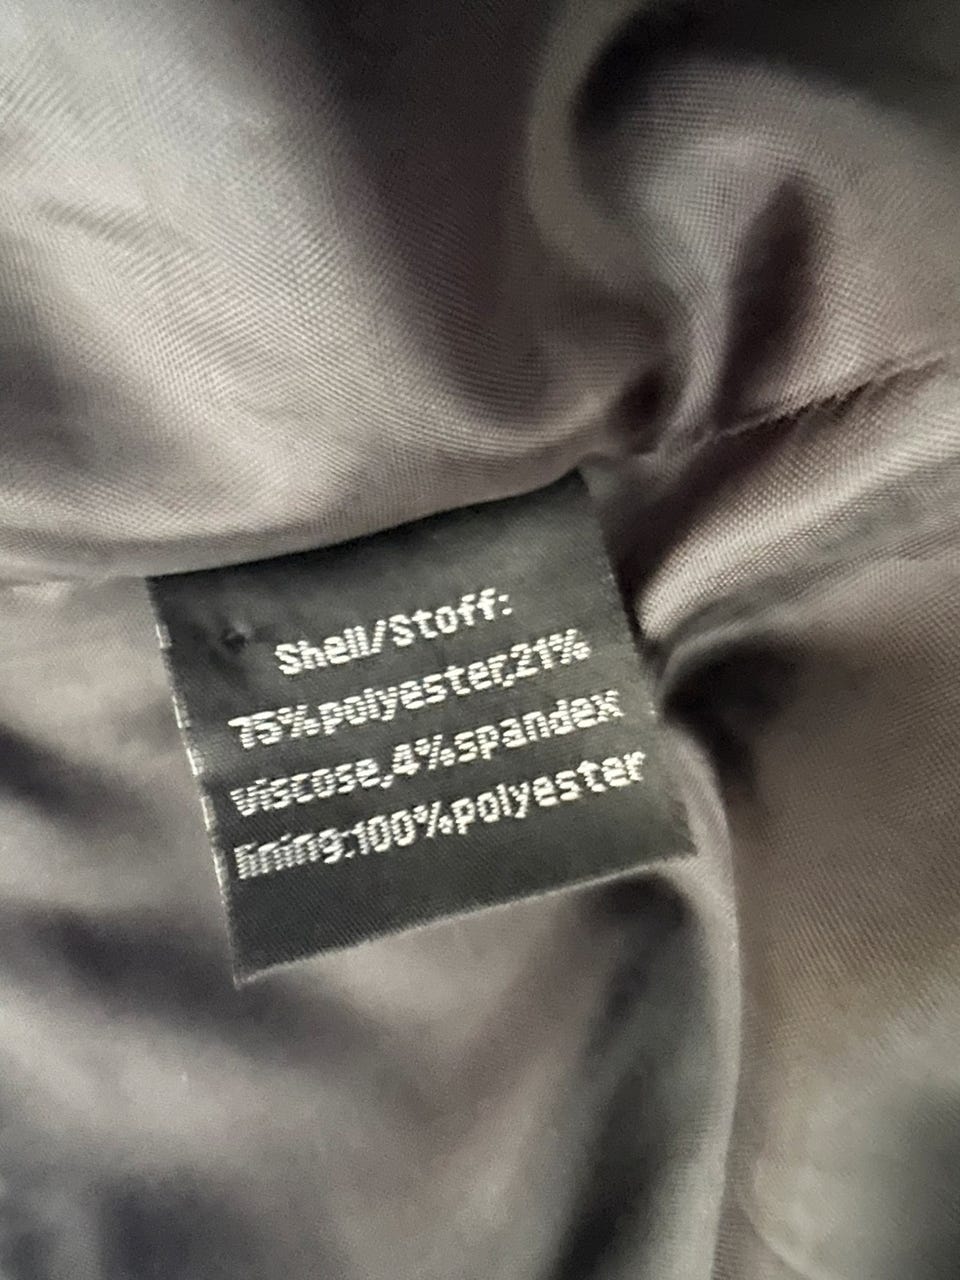 Shell/Stoff:
75%polyester,21%
viscose,4%spandex
lining:100%polyester